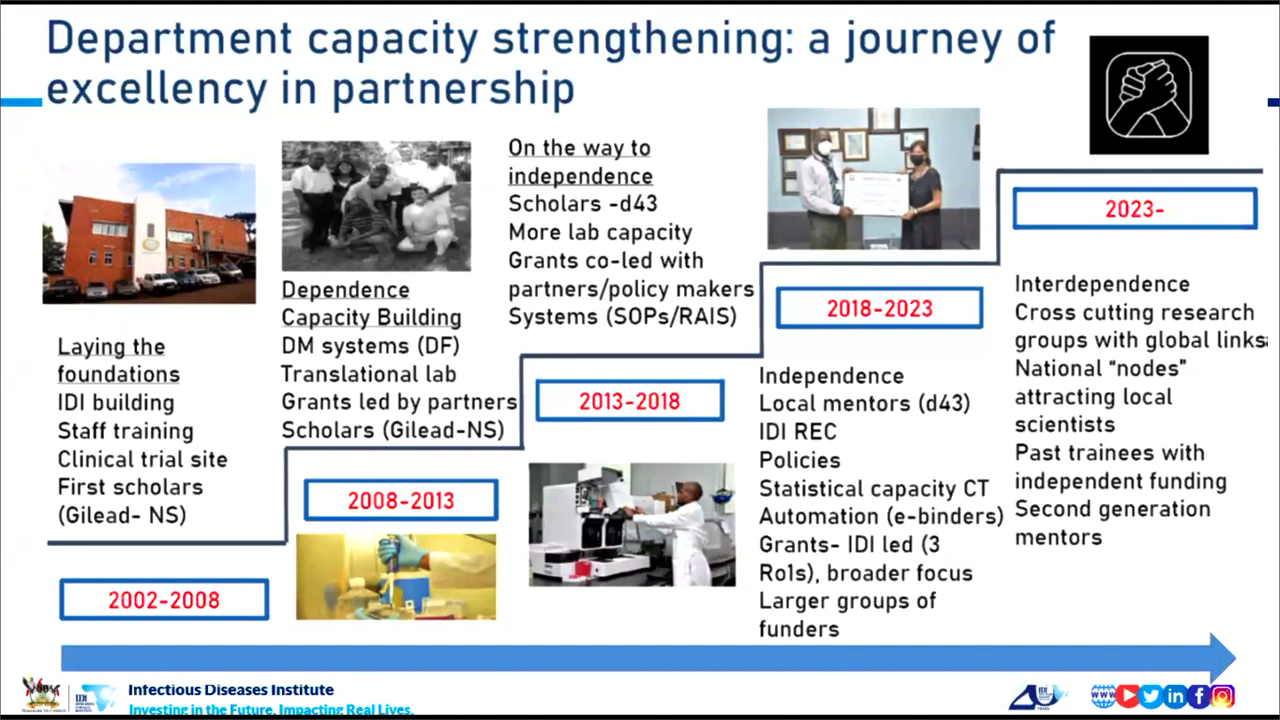 Department capacity strengthening: a journey of
excellency in partnership
Laying the
foundations
IDI building
Staff training
Clinical trial site
First scholars
(Gilead- NS)
2002-2008
Dependence
Capacity Building
DM systems (DF)
Translational lab
Grants led by partners
Scholars (Gilead-NS)
2008-2013
On the way to
independence
Scholars -d43
More lab capacity
Grants co-led with
partners/policy makers
Systems (SOPs/RAIS)
2013-2018
2018-2023
Independence
Local mentors (d43)
IDI REC
Policies
Statistical capacity CT
Automation (e-binders)
Grants- IDI led (3
Ro1s), broader focus
Larger groups of
funders
2023-
Interdependence
Cross cutting research
groups with global links
National “nodes”
attracting local
scientists
Past trainees with
independent funding
Second generation
mentors
IDI
Infectious Diseases Institute
Investing in the Future. Impacting Real Lives.
IDI